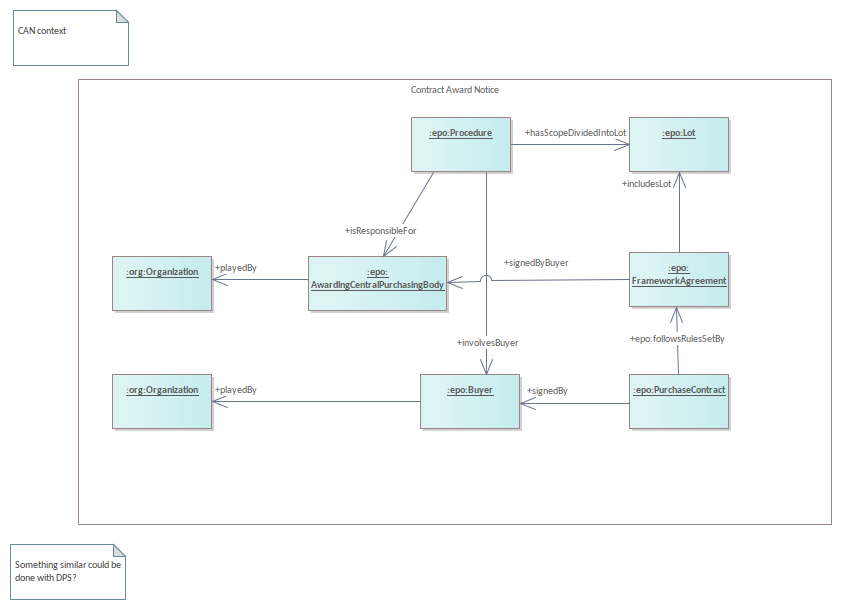 CAN context
Contract Award Notice
:epo:Procedure
+hasScopeDividedIntoLot
:epo:Lot
+includesLot
+isResponsibleFor
:org:Organization
+playedBy
:epo:
AwardingCentralPurchasingBody
+signedByBuyer
:epo:
FrameworkAgreement
+involvesBuyer
+epo:followsRulesSetBy
:org:Organization
+playedBy
:epo:Buyer
+signedBy
:epo:PurchaseContract
Something similar could be
done with DPS?